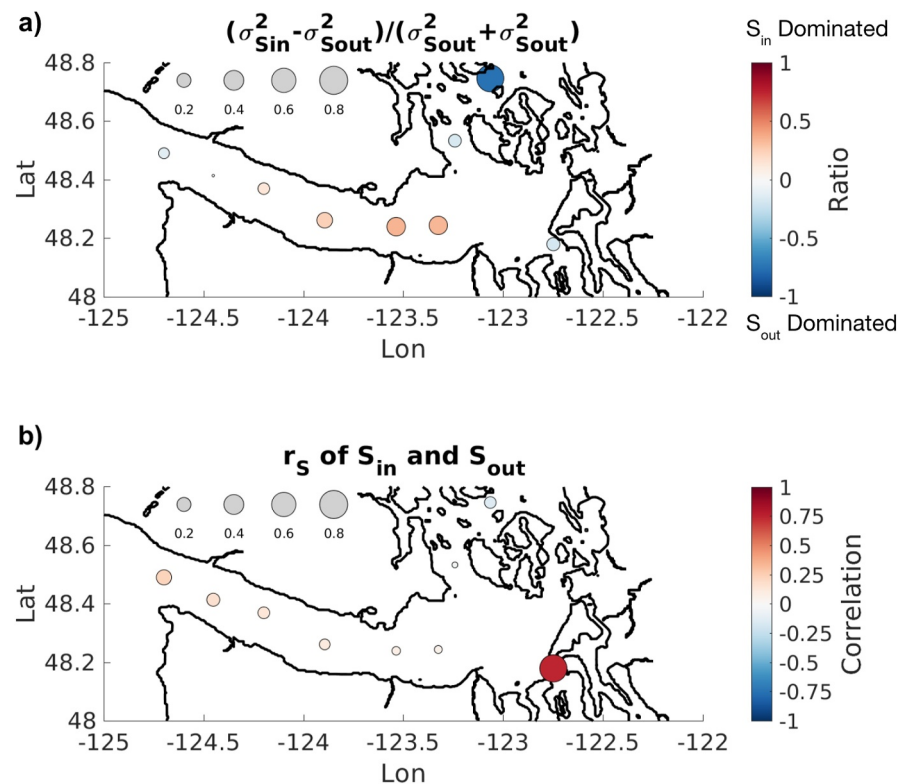 a)
(σ²Sin-σ²Sout)/(σ²Sout+σ²Sout)
Sin Dominated
48.8
48.6
48.4
48.2
48
Lat
0.2 0.4 0.6 0.8
-125 -124.5 -124 -123.5 -123 -122.5 -122
Lon
1
0.5
0
-0.5
-1
Ratio
Sout Dominated
b)
rS of Sin and Sout
48.8
48.6
48.4
48.2
48
Lat
0.2 0.4 0.6 0.8
-125 -124.5 -124 -123.5 -123 -122.5 -122
Lon
1
0.75
0.5
0.25
0
-0.25
-0.5
-0.75
-1
Correlation